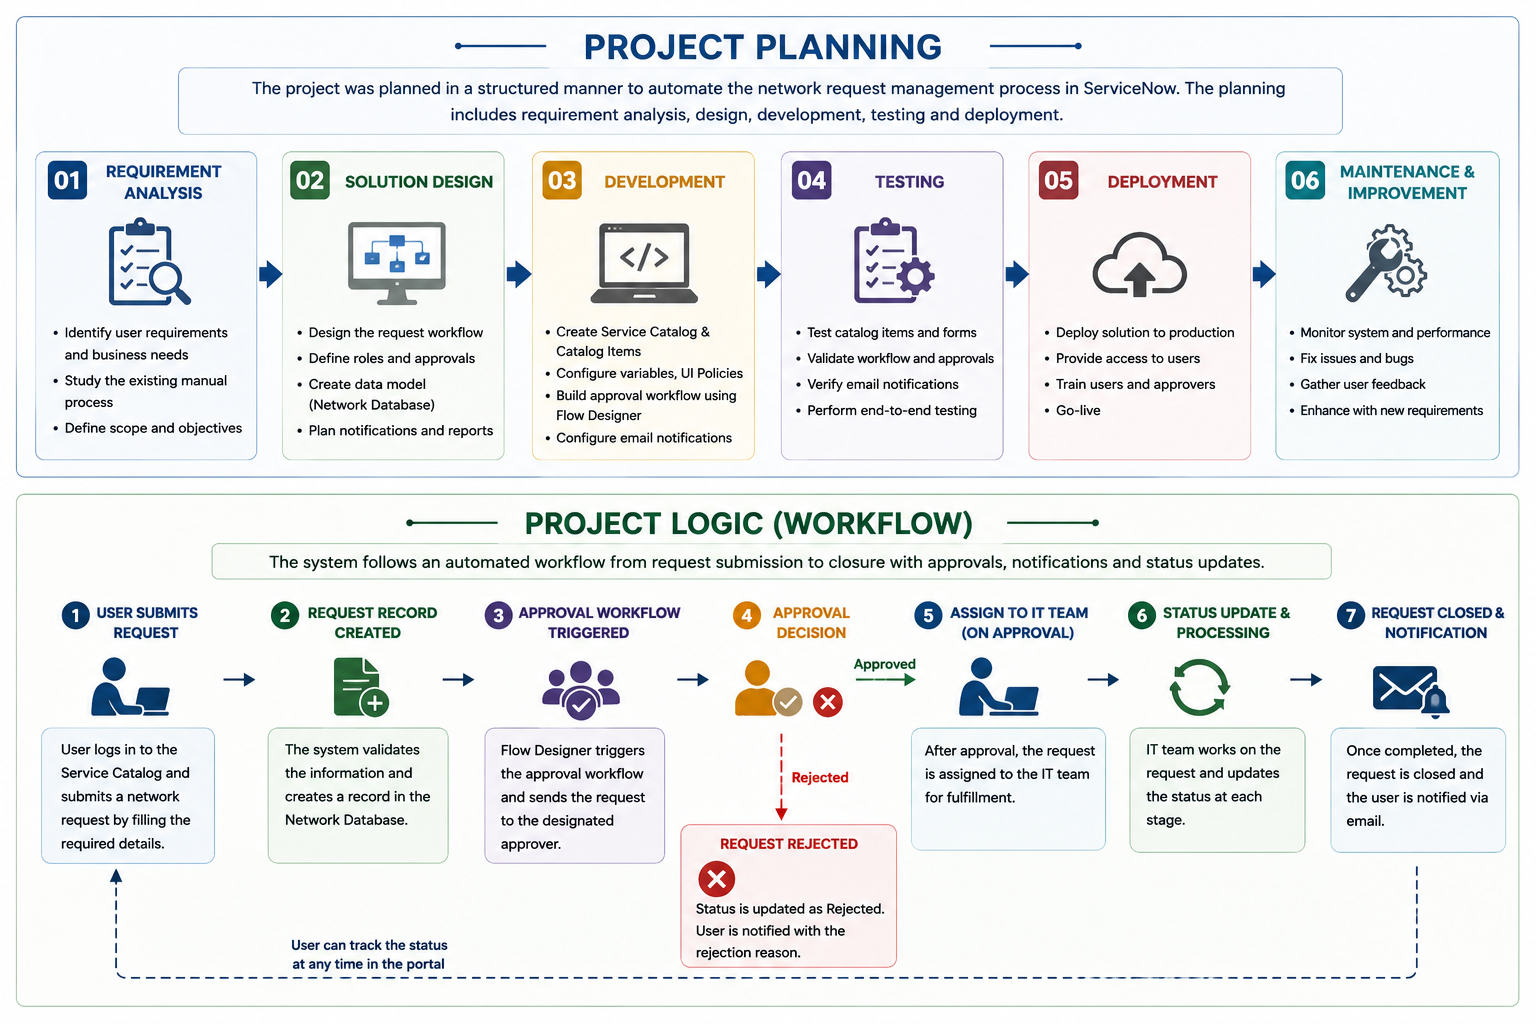 PROJECT PLANNING
The project was planned in a structured manner to automate the network request management process in ServiceNow. The planning
includes requirement analysis, design, development, testing and deployment.
01
REQUIREMENT
ANALYSIS
• Identify user requirements
and business needs
• Study the existing manual
process
• Define scope and objectives
02
SOLUTION DESIGN
• Design the request workflow
• Define roles and approvals
• Create data model
(Network Database)
• Plan notifications and reports
03
DEVELOPMENT
</>
• Create Service Catalog &
Catalog Items
• Configure variables, UI Policies
• Build approval workflow using
Flow Designer
• Configure email notifications
04
TESTING
• Test catalog items and forms
• Validate workflow and approvals
• Verify email notifications
• Perform end-to-end testing
05
DEPLOYMENT
• Deploy solution to production
• Provide access to users
• Train users and approvers
• Go-live
06
MAINTENANCE &
IMPROVEMENT
• Monitor system and performance
• Fix issues and bugs
• Gather user feedback
• Enhance with new requirements
PROJECT LOGIC (WORKFLOW)
The system follows an automated workflow from request submission to closure with approvals, notifications and status updates.
1 USER SUBMITS
REQUEST
User logs in to the
Service Catalog and
submits a network
request by filling the
required details.
2 REQUEST RECORD
CREATED
The system validates
the information and
creates a record in the
Network Database.
3 APPROVAL WORKFLOW
TRIGGERED
Flow Designer triggers
the approval workflow
and sends the request
to the designated
approver.
4 APPROVAL
DECISION
Approved
Rejected
REQUEST REJECTED
Status is updated as Rejected.
User is notified with the
rejection reason.
5 ASSIGN TO IT TEAM
(ON APPROVAL)
After approval, the request
is assigned to the IT team
for fulfillment.
6 STATUS UPDATE &
PROCESSING
IT team works on the
request and updates
the status at each
stage.
7 REQUEST CLOSED &
NOTIFICATION
Once completed, the
request is closed and
the user is notified via
email.
User can track the status
at any time in the portal